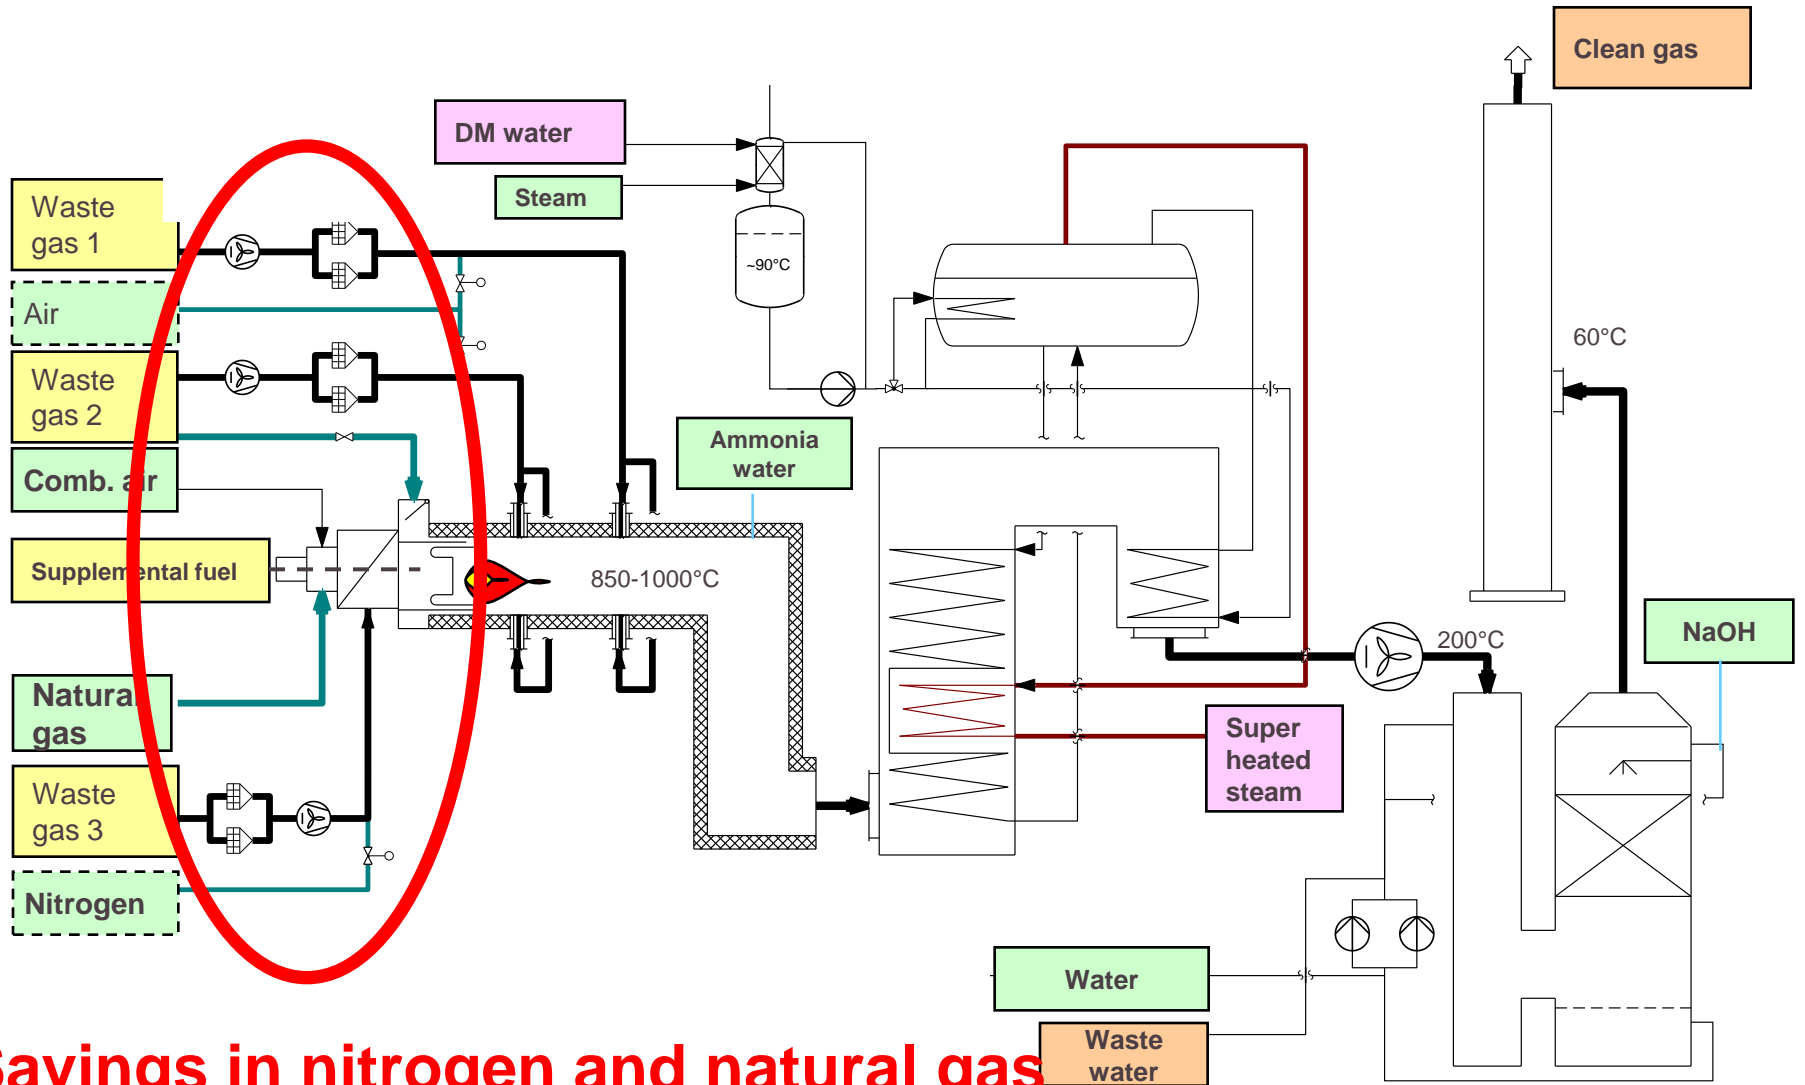 Clean gas
DM water
Steam
Waste
gas 1
~90°C
Air
60°C
Waste
gas 2
Ammonia
water
Comb. air
Supplemental fuel
850-1000°C
NaOH
200°C
Natural
gas
Super
heated
steam
Waste
gas 3
Nitrogen
Water
Savings in nitrogen and natural gas
Waste
water